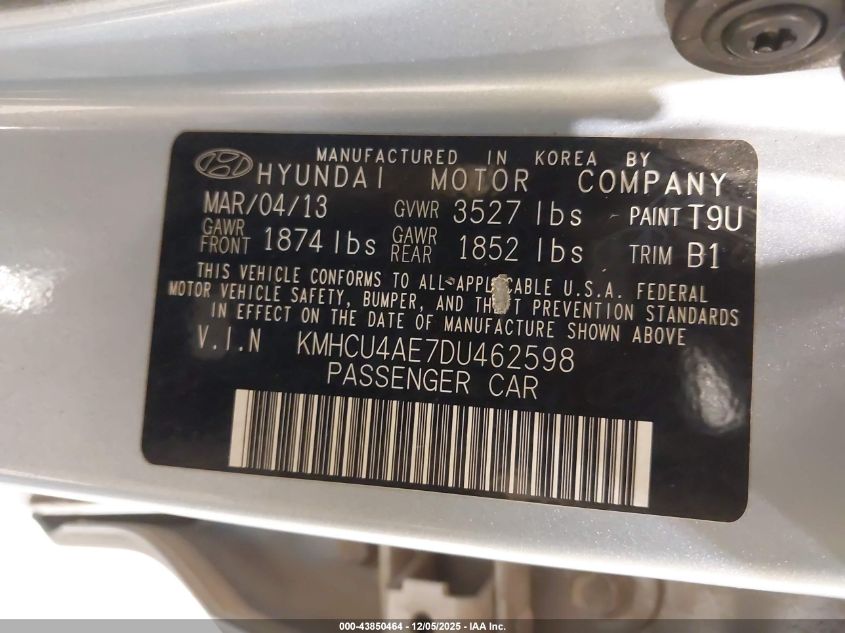 MANUFACTURED IN KOREA BY
HYUNDAI MOTOR COMPANY
MAR/04/13 GVWR 3527 lbs PAINT T9U
GAWR FRONT 1874 lbs GAWR REAR 1852 lbs TRIM B1
THIS VEHICLE CONFORMS TO ALL APPLICABLE U.S.A. FEDERAL
MOTOR VEHICLE SAFETY, BUMPER, AND THEFT PREVENTION STANDARDS
IN EFFECT ON THE DATE OF MANUFACTURE SHOWN ABOVE
V.I.N KMHCU4AE7DU462598
PASSENGER CAR
000-43850464 - 12/05/2025 - IAA Inc.